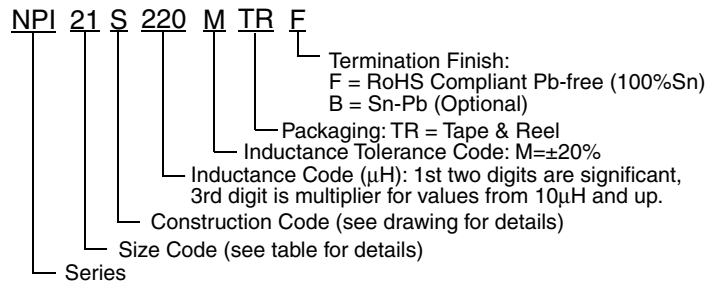 NPI 21 S 220 M TR F
Termination Finish:
F = RoHS Compliant Pb-free (100%Sn)
B = Sn-Pb (Optional)
Packaging: TR = Tape & Reel
Inductance Tolerance Code: M=±20%
Inductance Code (μH): 1st two digits are significant,
3rd digit is multiplier for values from 10μH and up.
Construction Code (see drawing for details)
Size Code (see table for details)
Series